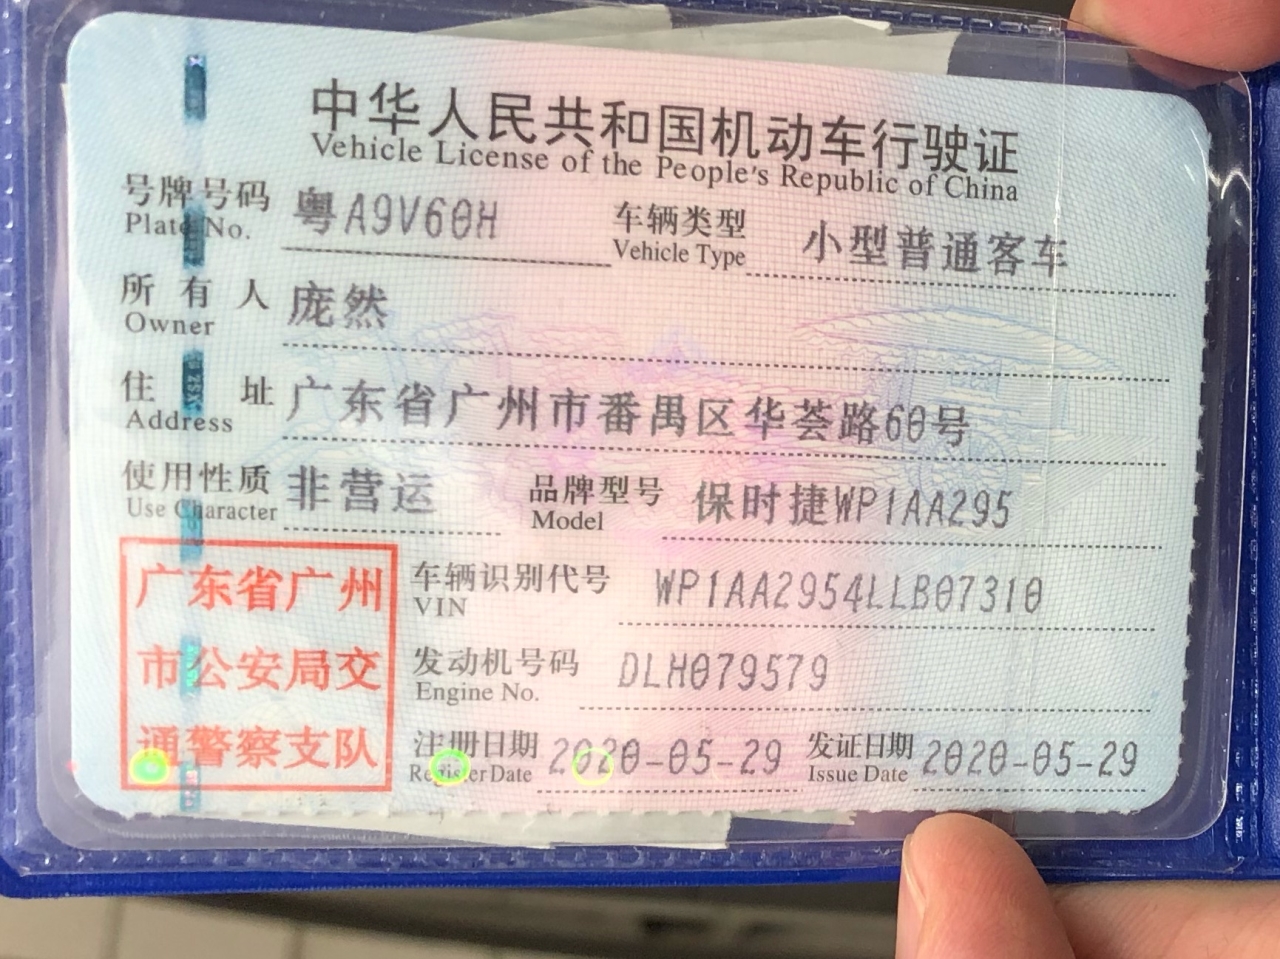 中华人民共和国机动车行驶证
Vehicle License of the People's Republic of China
号牌号码 粤A9V60H 车辆类型 小型普通客车
Plate No. Vehicle Type
所有人 庞然
Owner
住址 广东省广州市番禺区华荟路60号
Address
使用性质 非营运 品牌型号 保时捷WP1AA295
Use Character Model
广东省广州
市公安局交
通警察支队
车辆识别代号 WP1AA2954LLB07310
VIN
发动机号码 DLH079579
Engine No.
注册日期 2020-05-29 发证日期 2020-05-29
Register Date Issue Date